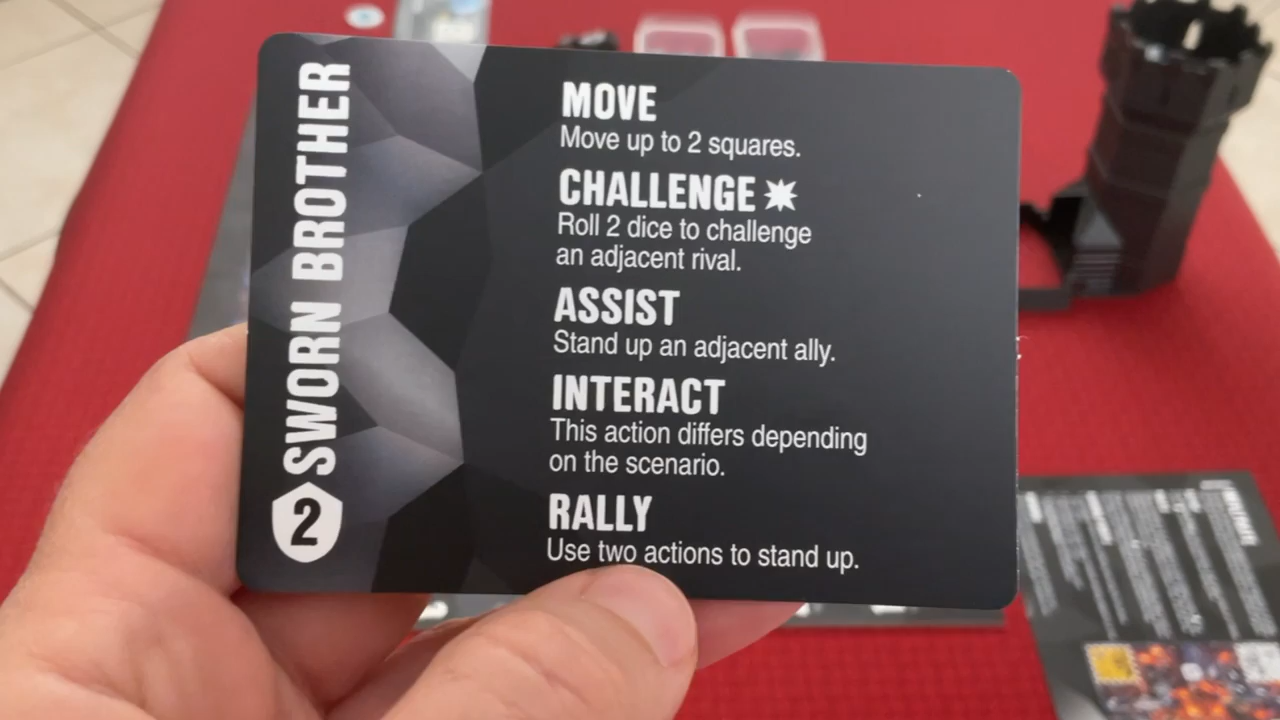 SWORN BROTHER
2
MOVE
Move up to 2 squares.
CHALLENGE
Roll 2 dice to challenge
an adjacent rival.
ASSIST
Stand up an adjacent ally.
INTERACT
This action differs depending
on the scenario.
RALLY
Use two actions to stand up.